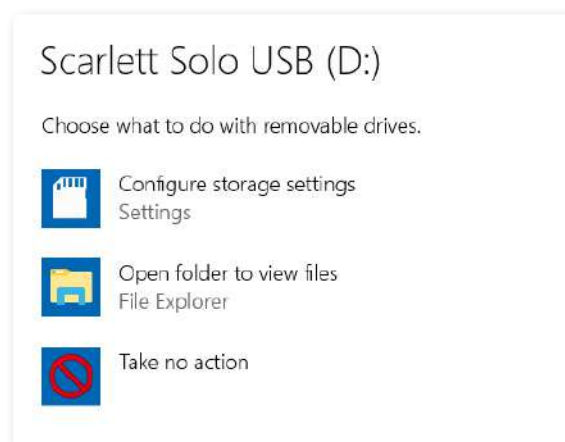 Scarlett Solo USB (D:)
Choose what to do with removable drives.
Configure storage settings
Settings
Open folder to view files
File Explorer
Take no action